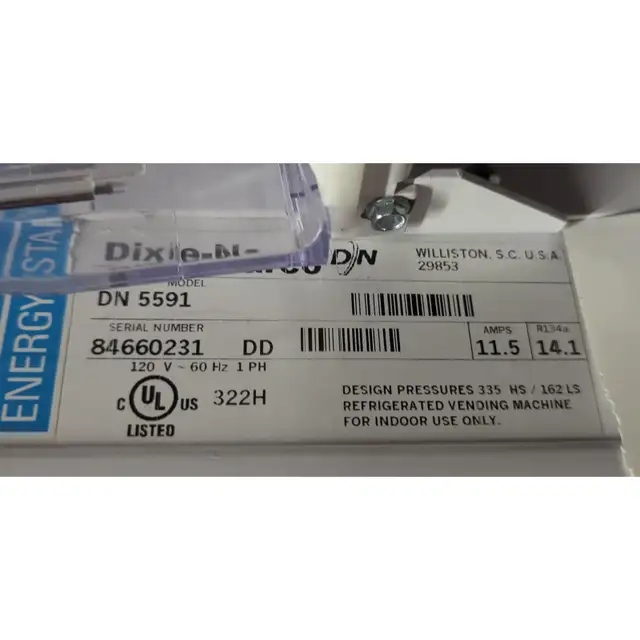 ENERGY STA
Dixie-N
DN WILLISTON, S.C. U.S.A.
29853
MODEL
DN 5591
SERIAL NUMBER
84660231 DD
AMPS R134a
11.5 14.1
120 V ~ 60 Hz 1 PH
C UL US 322H
LISTED
DESIGN PRESSURES 335 HS / 162 LS
REFRIGERATED VENDING MACHINE
FOR INDOOR USE ONLY.